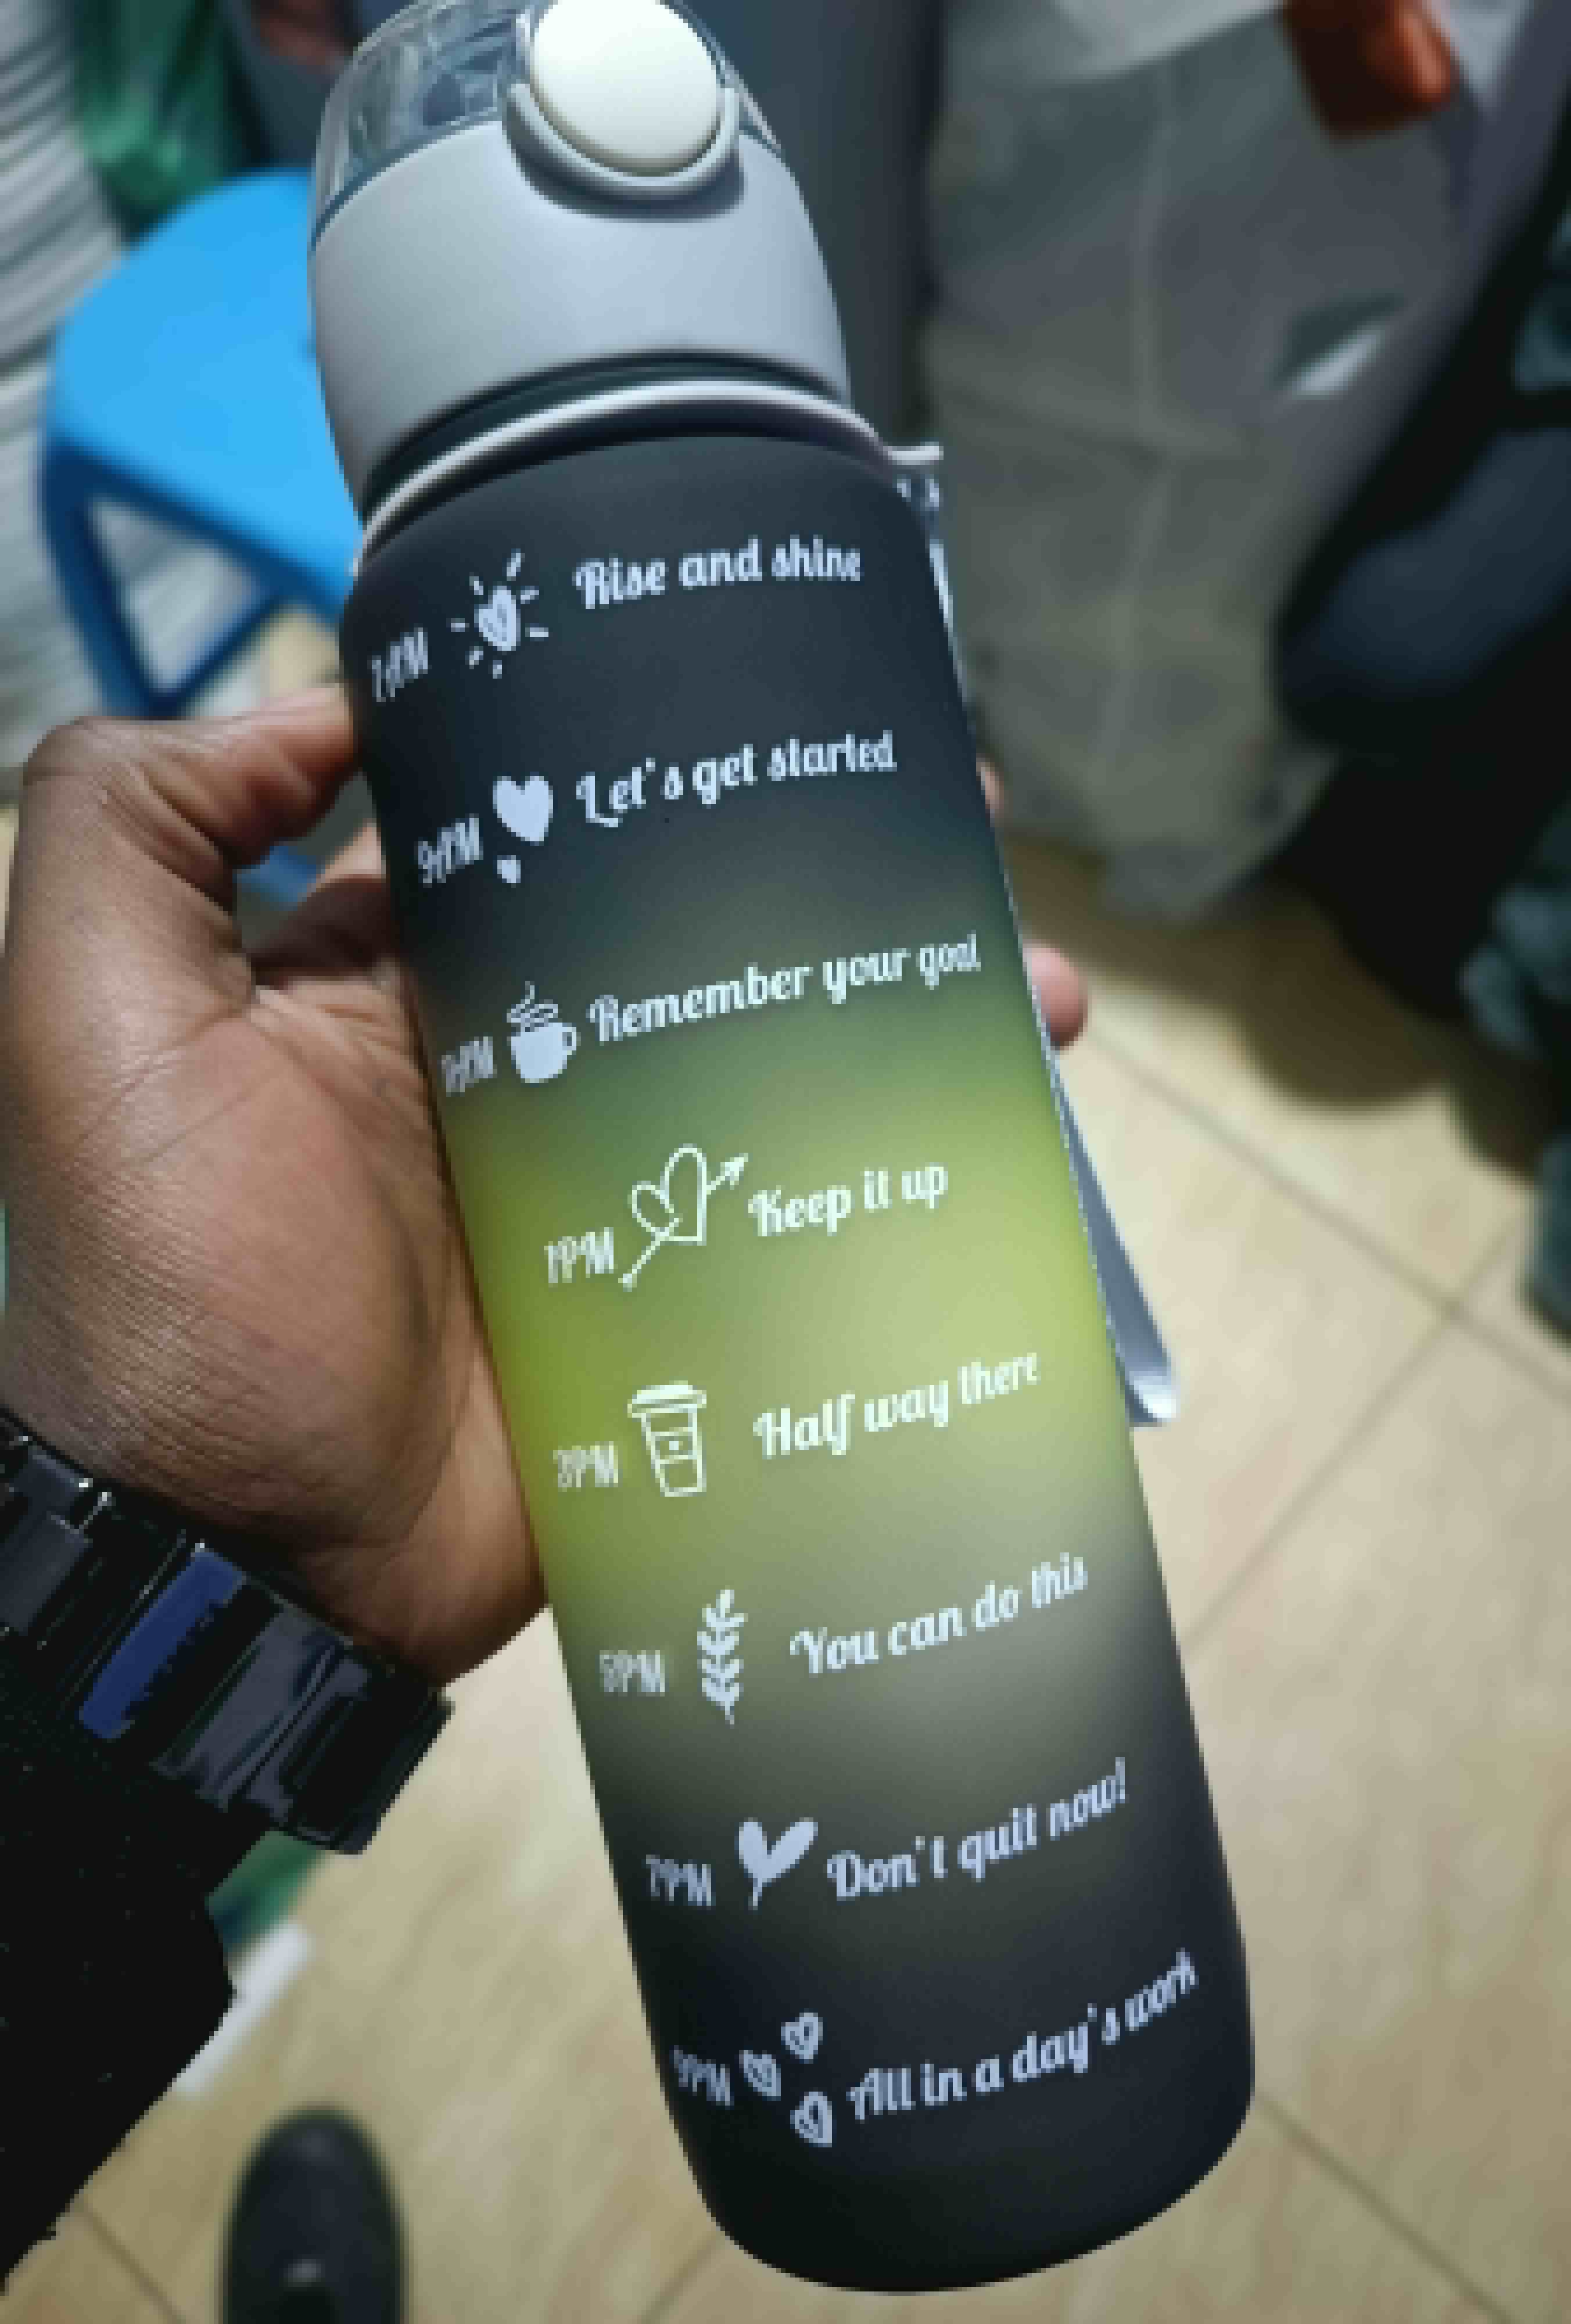 7AM Rise and shine
9AM Let's get started
11AM Remember your goal
1PM Keep it up
3PM Half way there
5PM You can do this
7PM Don't quit now!
9PM All in a day's work